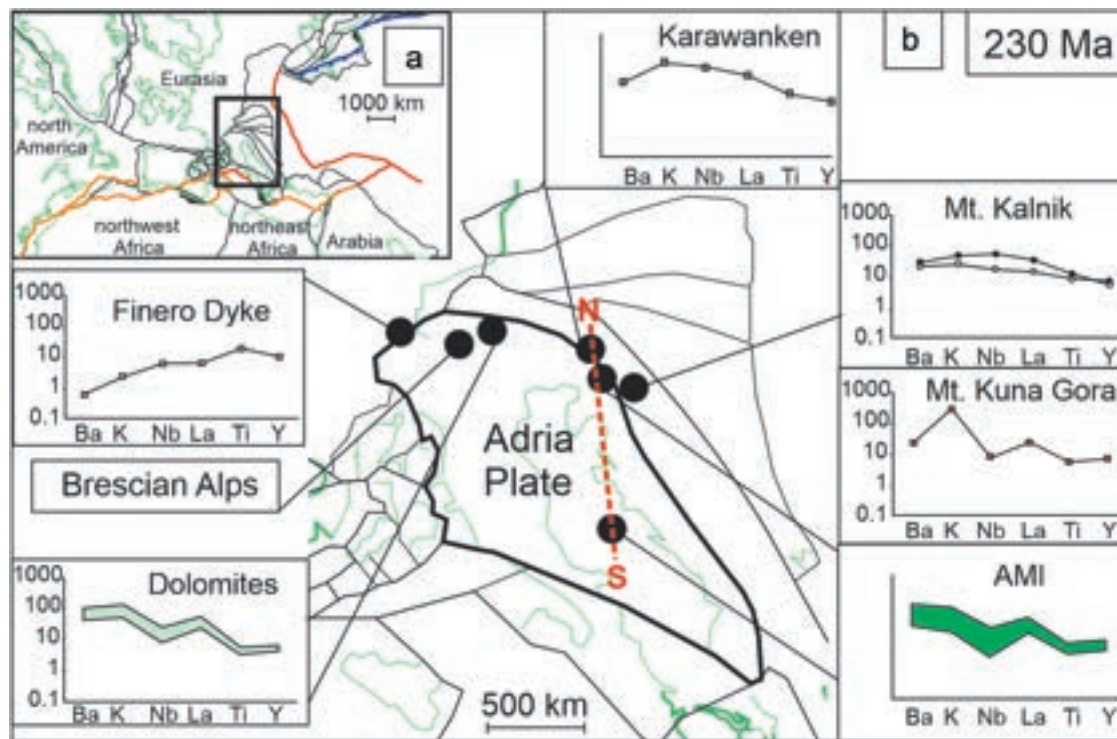 a
Eurasia
1000 km
north
America
northwest
Africa
northeast
Africa
Arabia
b
230 Ma
Karawanken
Ba K Nb La Ti Y
Mt. Kalnik
1000
100
10
1
0.1
Ba K Nb La Ti Y
Finero Dyke
1000
100
10
1
0.1
Ba K Nb La Ti Y
Mt. Kuna Gora
1000
100
10
1
0.1
Ba K Nb La Ti Y
Brescian Alps
N
Adria
Plate
S
Dolomites
1000
100
10
1
0.1
Ba K Nb La Ti Y
AMI
Ba K Nb La Ti Y
500 km